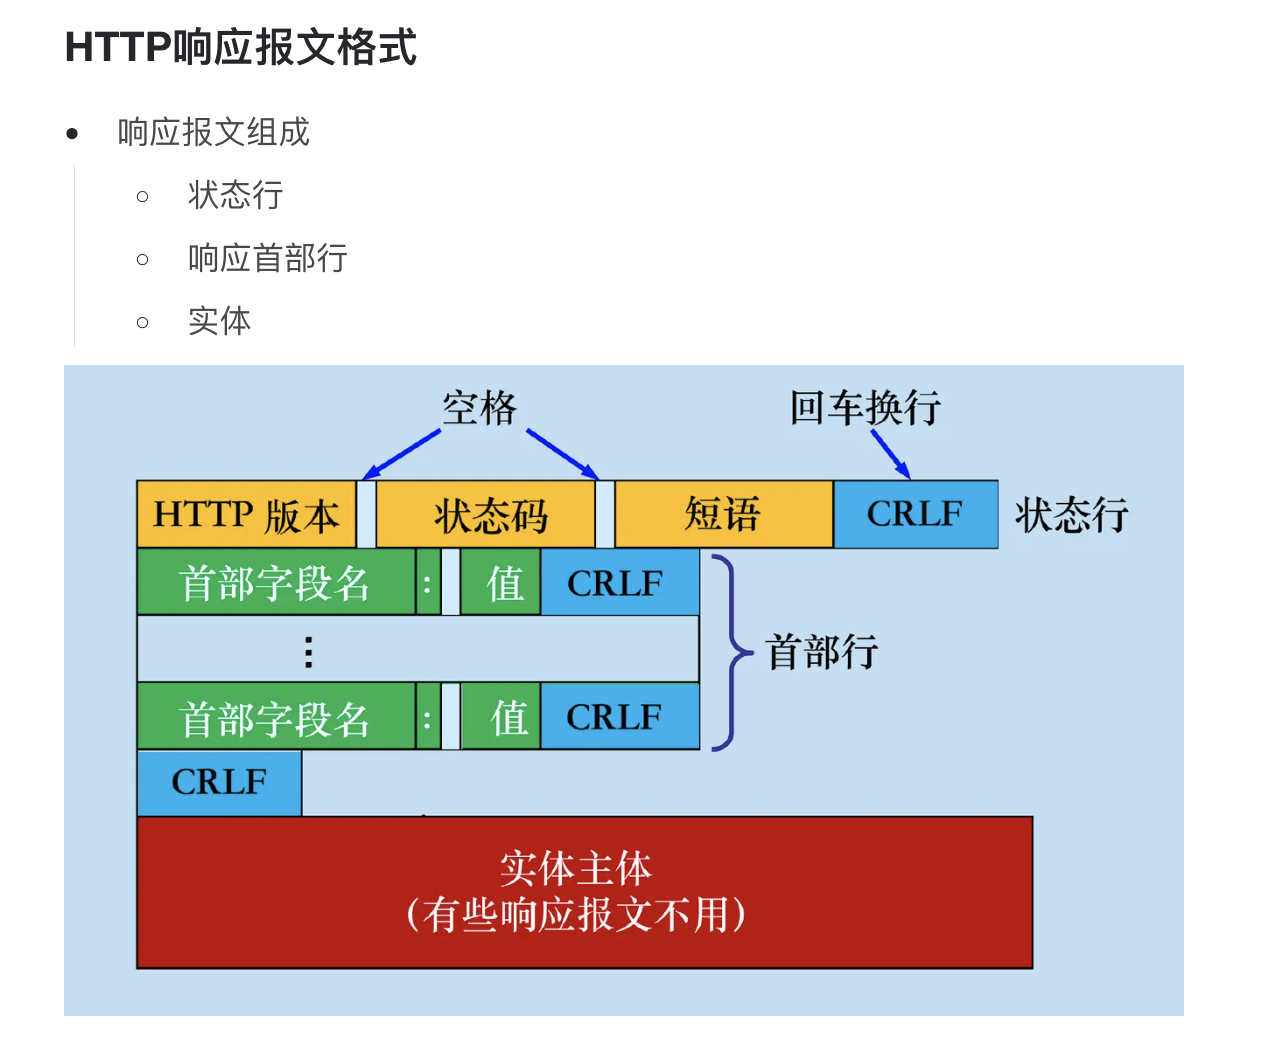 HTTP响应报文格式
响应报文组成
状态行
响应首部行
实体
空格 回车换行
HTTP 版本 状态码 短语 CRLF 状态行
首部字段名 : 值 CRLF
⋮ 首部行
首部字段名 : 值 CRLF
CRLF
实体主体
(有些响应报文不用)